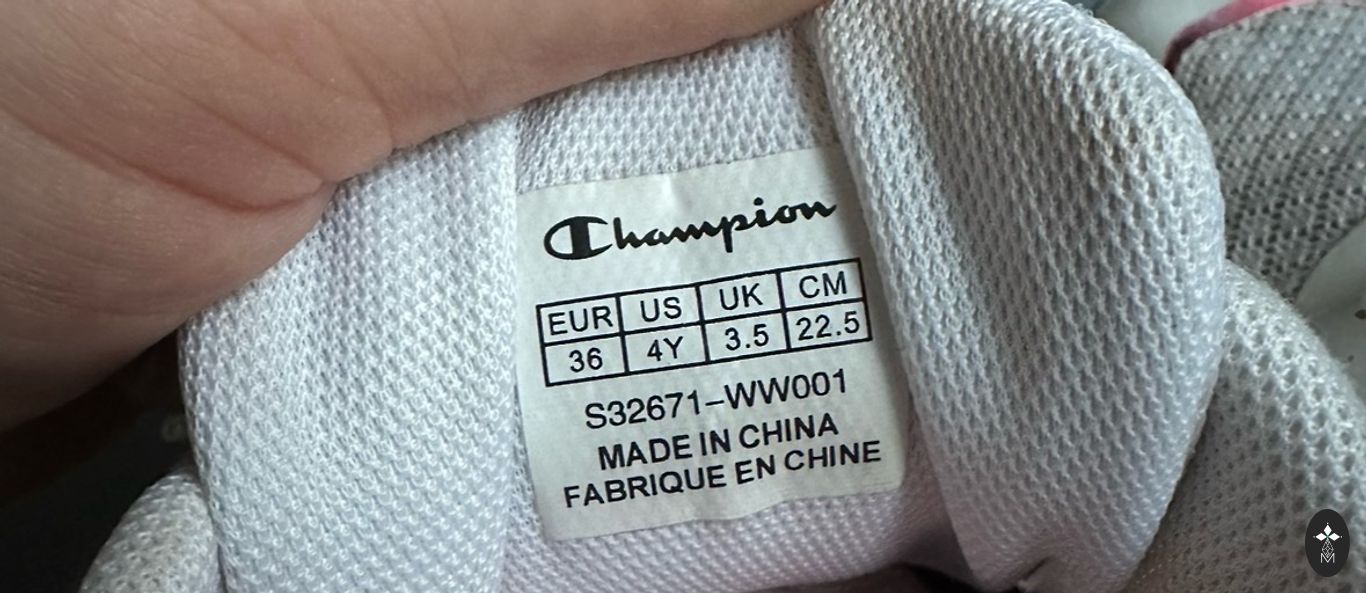 Champion
EUR US UK CM
36 4Y 3.5 22.5
S32671-WW001
MADE IN CHINA
FABRIQUE EN CHINE
M